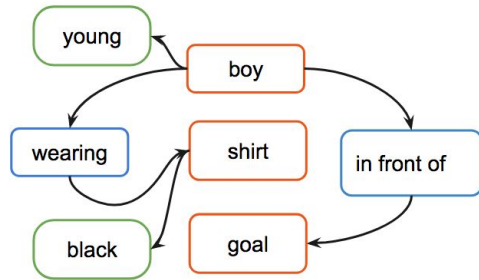 young
boy
wearing
shirt
in front of
black
goal